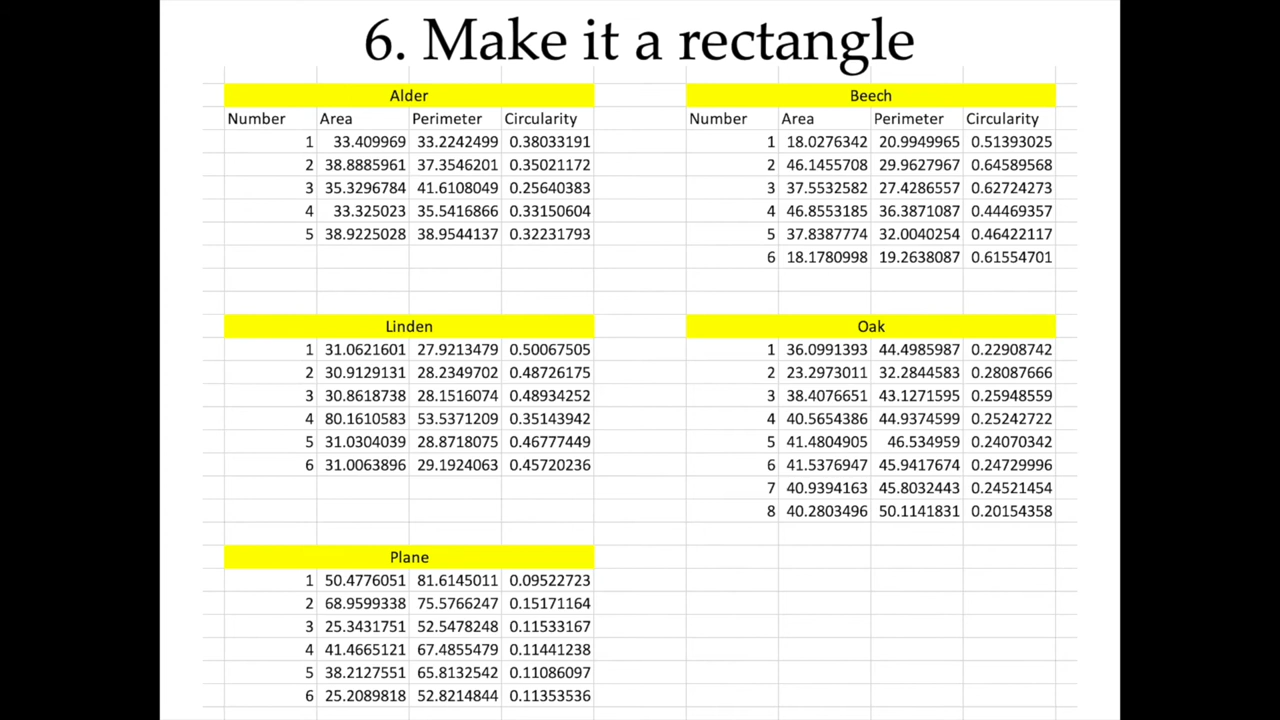 6. Make it a rectangle
Alder
Number Area Perimeter Circularity
1 33.409969 33.2242499 0.38033191
2 38.8885961 37.3546201 0.35021172
3 35.3296784 41.6108049 0.25640383
4 33.325023 35.5416866 0.33150604
5 38.9225028 38.9544137 0.32231793
Beech
Number Area Perimeter Circularity
1 18.0276342 20.9949965 0.51393025
2 46.1455708 29.9627967 0.64589568
3 37.5532582 27.4286557 0.62724273
4 46.8553185 36.3871087 0.44469357
5 37.8387774 32.0040254 0.46422117
6 18.1780998 19.2638087 0.61554701
Linden
1 31.0621601 27.9213479 0.50067505
2 30.9129131 28.2349702 0.48726175
3 30.8618738 28.1516074 0.48934252
4 80.1610583 53.5371209 0.35143942
5 31.0304039 28.8718075 0.46777449
6 31.0063896 29.1924063 0.45720236
Oak
1 36.0991393 44.4985987 0.22908742
2 23.2973011 32.2844583 0.28087666
3 38.4076651 43.1271595 0.25948559
4 40.5654386 44.9374599 0.25242722
5 41.4804905 46.534959 0.24070342
6 41.5376947 45.9417674 0.24729996
7 40.9394163 45.8032443 0.24521454
8 40.2803496 50.1141831 0.20154358
Plane
1 50.4776051 81.6145011 0.09522723
2 68.9599338 75.5766247 0.15171164
3 25.3431751 52.5478248 0.11533167
4 41.4665121 67.4855479 0.11441238
5 38.2127551 65.8132542 0.11086097
6 25.2089818 52.8214844 0.11353536